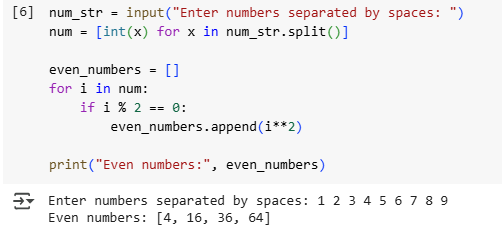 [6] num_str = input("Enter numbers separated by spaces: ")
num = [int(x) for x in num_str.split()]

even_numbers = []
for i in num:
    if i % 2 == 0:
        even_numbers.append(i**2)

print("Even numbers:", even_numbers)

Enter numbers separated by spaces: 1 2 3 4 5 6 7 8 9
Even numbers: [4, 16, 36, 64]